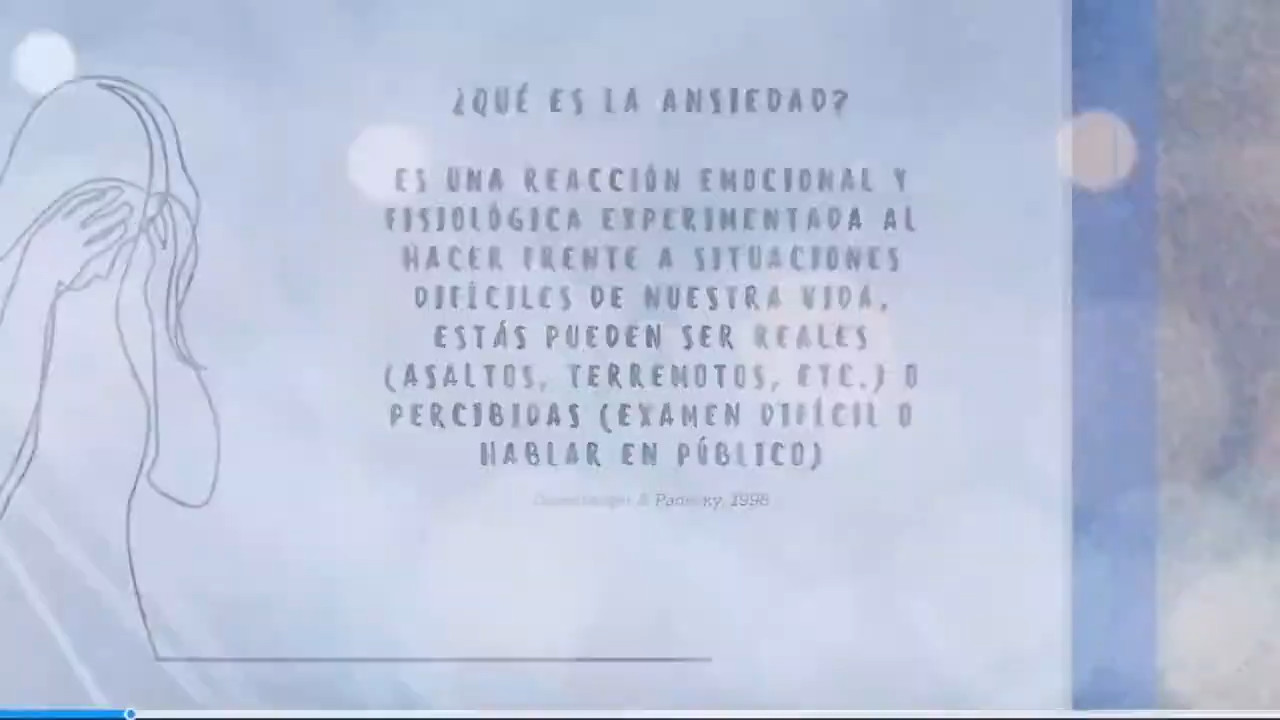 ¿QUÉ ES LA ANSIEDAD?
ES UNA REACCIÓN EMOCIONAL Y
FISIOLÓGICA EXPERIMENTADA AL
HACER FRENTE A SITUACIONES
DIFÍCILES DE NUESTRA VIDA,
ESTÁS PUEDEN SER REALES
(ASALTOS, TERREMOTOS, ETC.) O
PERCIBIDAS (EXAMEN DIFÍCIL O
HABLAR EN PÚBLICO)
& Padesky, 1998